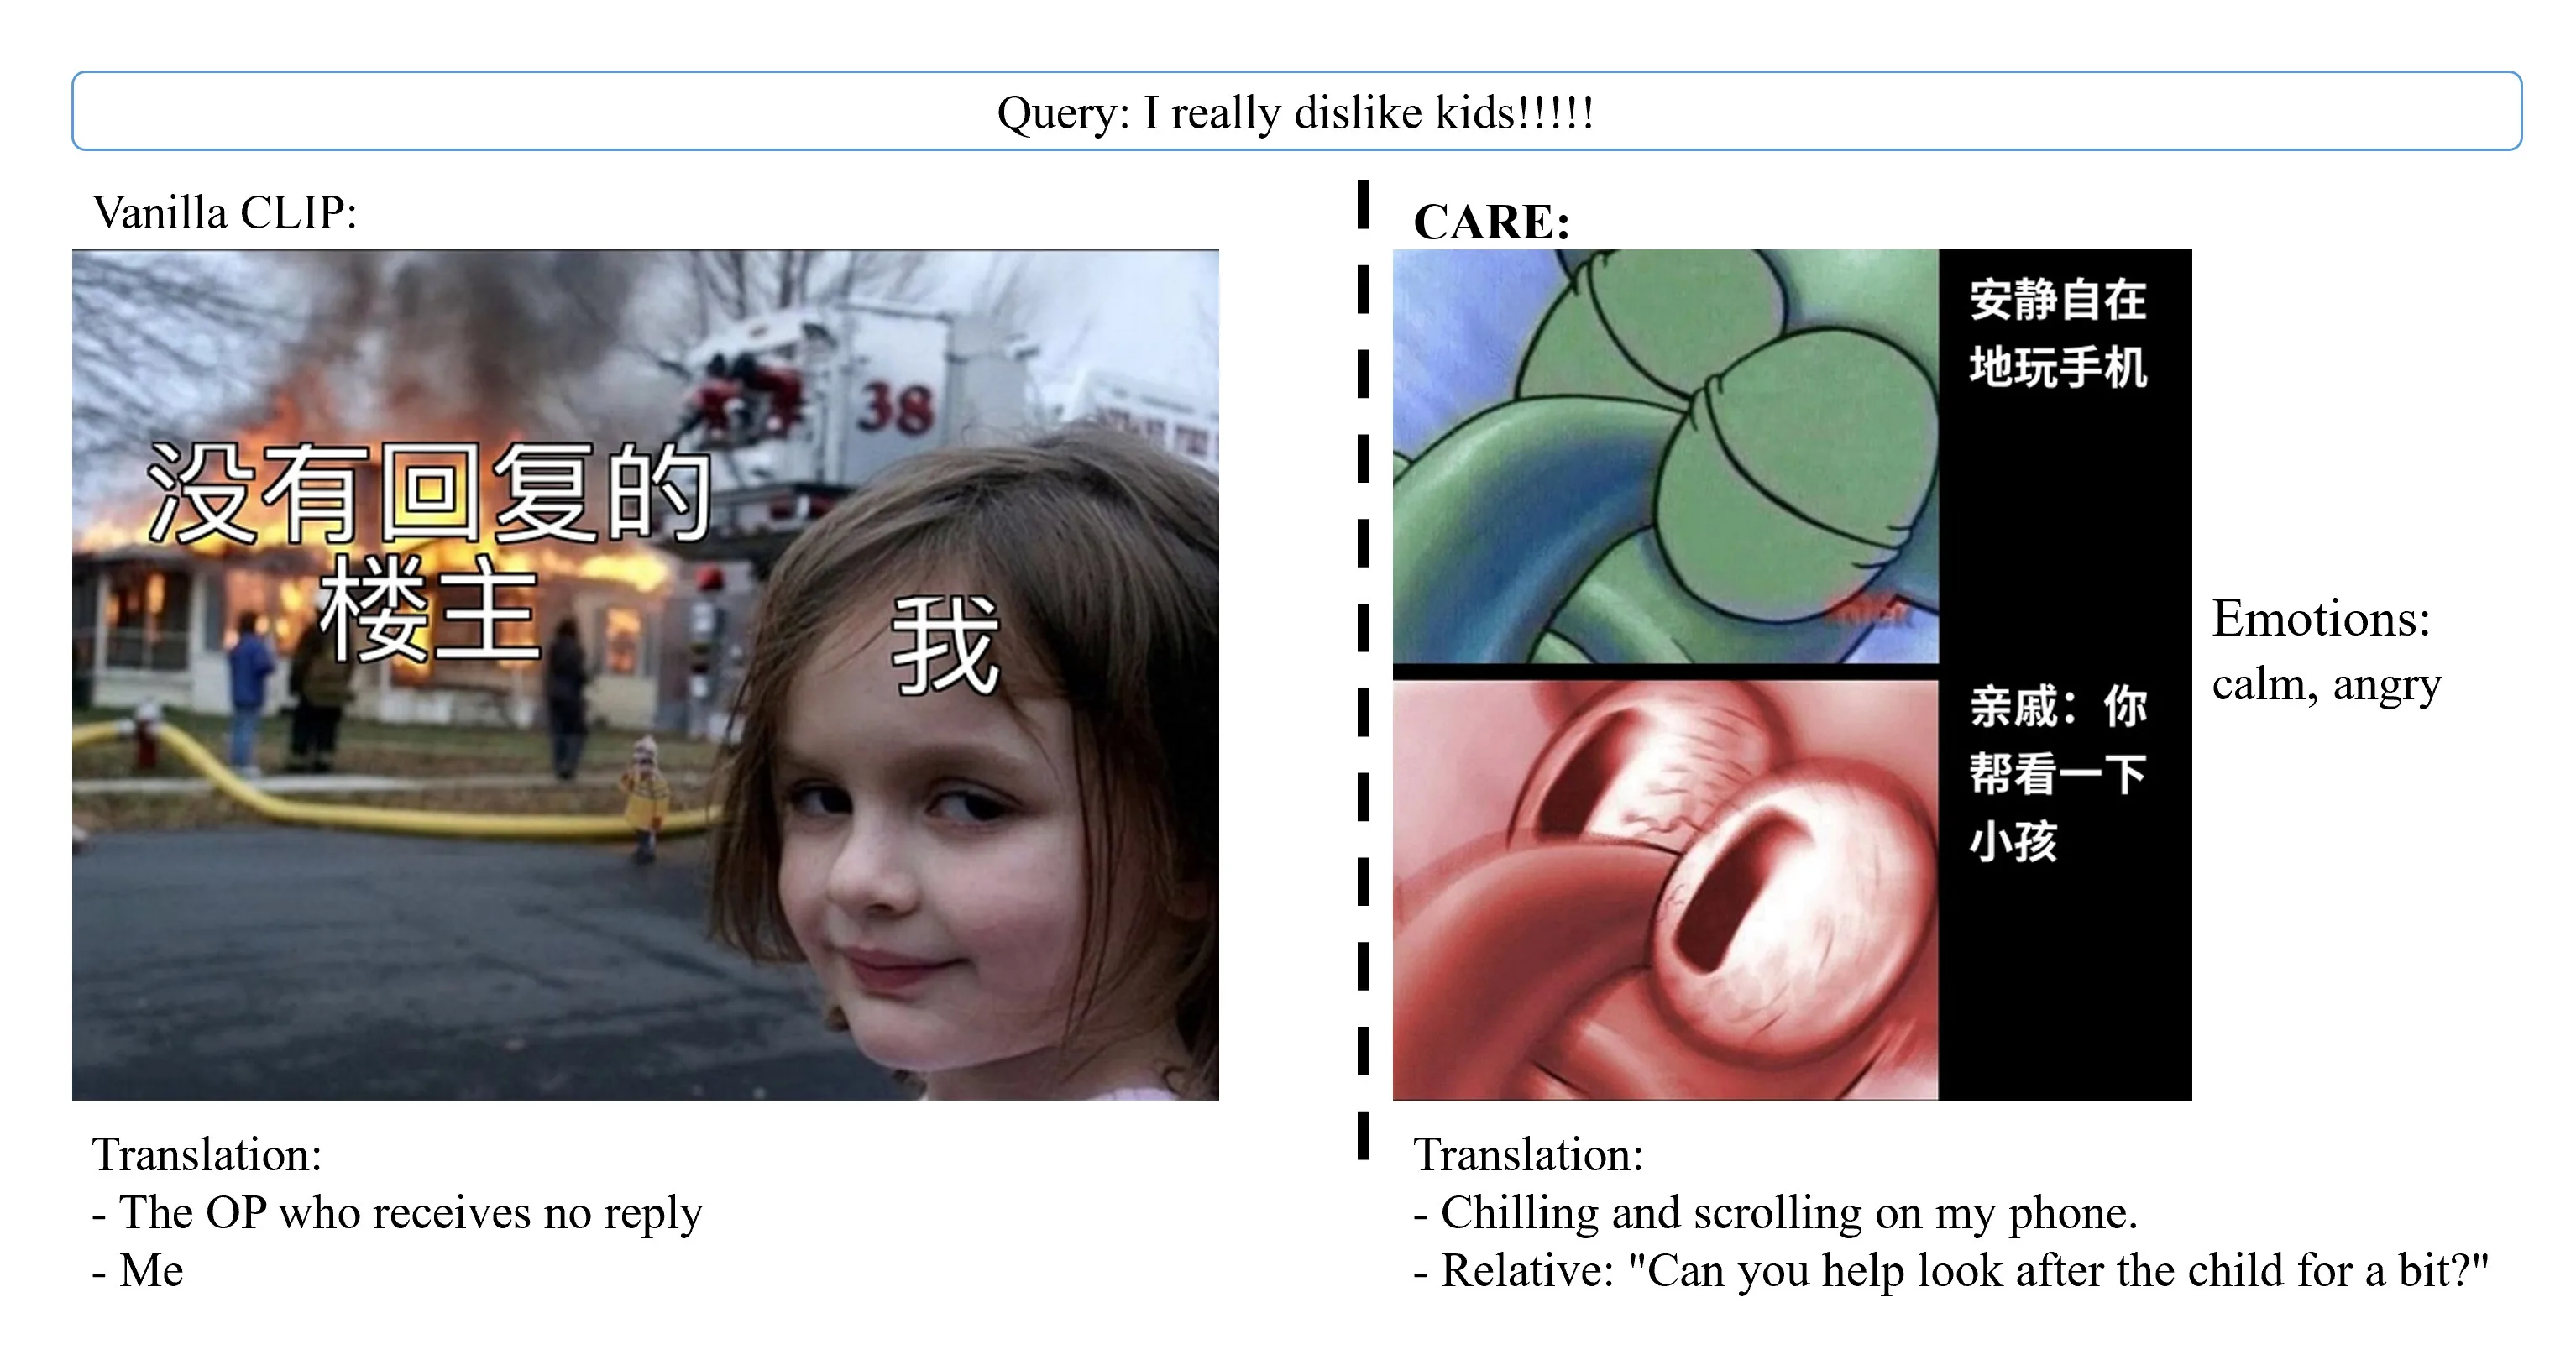 Query: I really dislike kids!!!!!
Vanilla CLIP:
38
没有回复的
楼主
我
Translation:
- The OP who receives no reply
- Me
CARE:
安静自在
地玩手机
亲戚：你
帮看一下
小孩
Emotions:
calm, angry
Translation:
- Chilling and scrolling on my phone.
- Relative: "Can you help look after the child for a bit?"